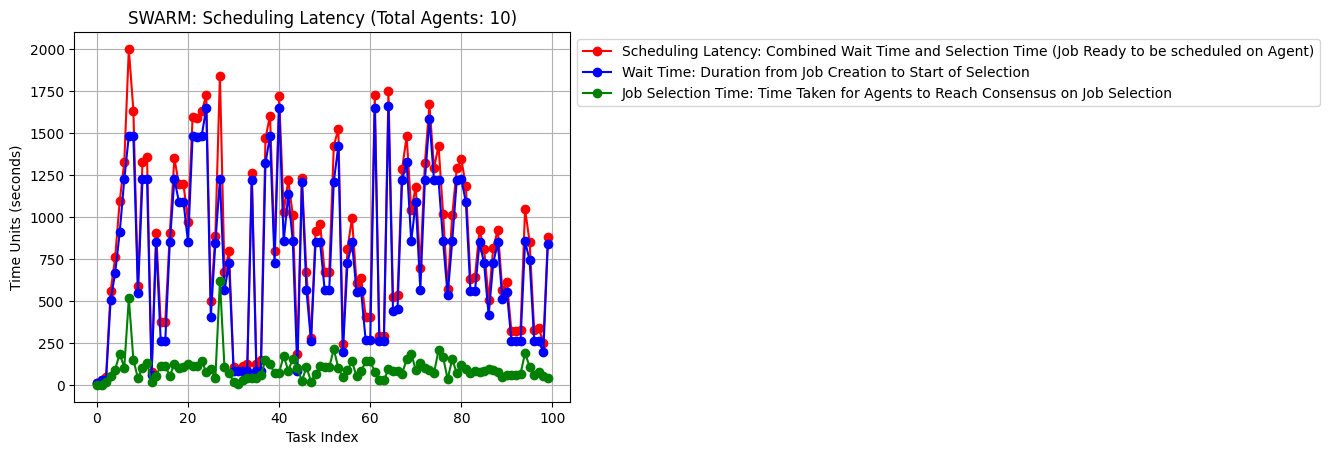 SWARM: Scheduling Latency (Total Agents: 10)
Scheduling Latency: Combined Wait Time and Selection Time (Job Ready to be scheduled on Agent)
Wait Time: Duration from Job Creation to Start of Selection
Job Selection Time: Time Taken for Agents to Reach Consensus on Job Selection
Time Units (seconds)
2000
1750
1500
1250
1000
750
500
250
0
0
20
40
60
80
100
Task Index